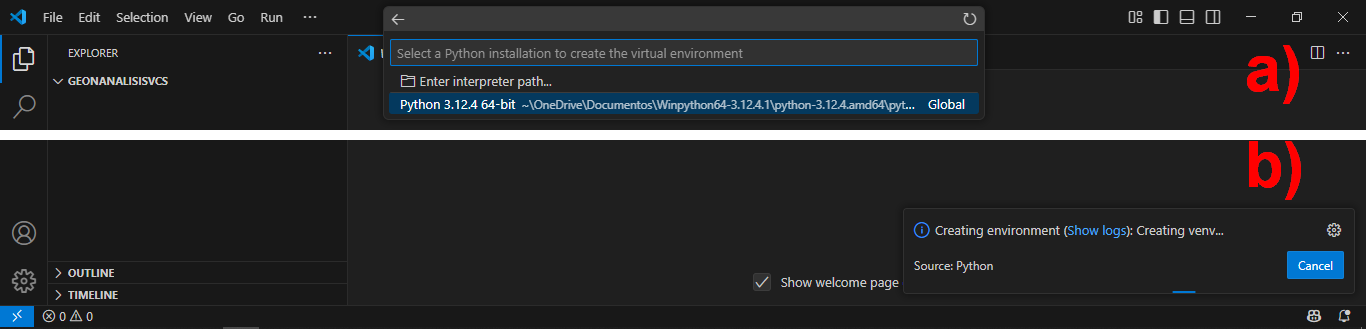 File Edit Selection View Go Run ···
Select a Python installation to create the virtual environment
EXPLORER ···
GEONANALISISVCS
Enter interpreter path...
Python 3.12.4 64-bit ~\OneDrive\Documentos\Winpython64-3.12.4.1\python-3.12.4.amd64\pyt... Global
a)
b)
Creating environment (Show logs): Creating venv...
Source: Python
Cancel
OUTLINE
TIMELINE
Show welcome page
0 0